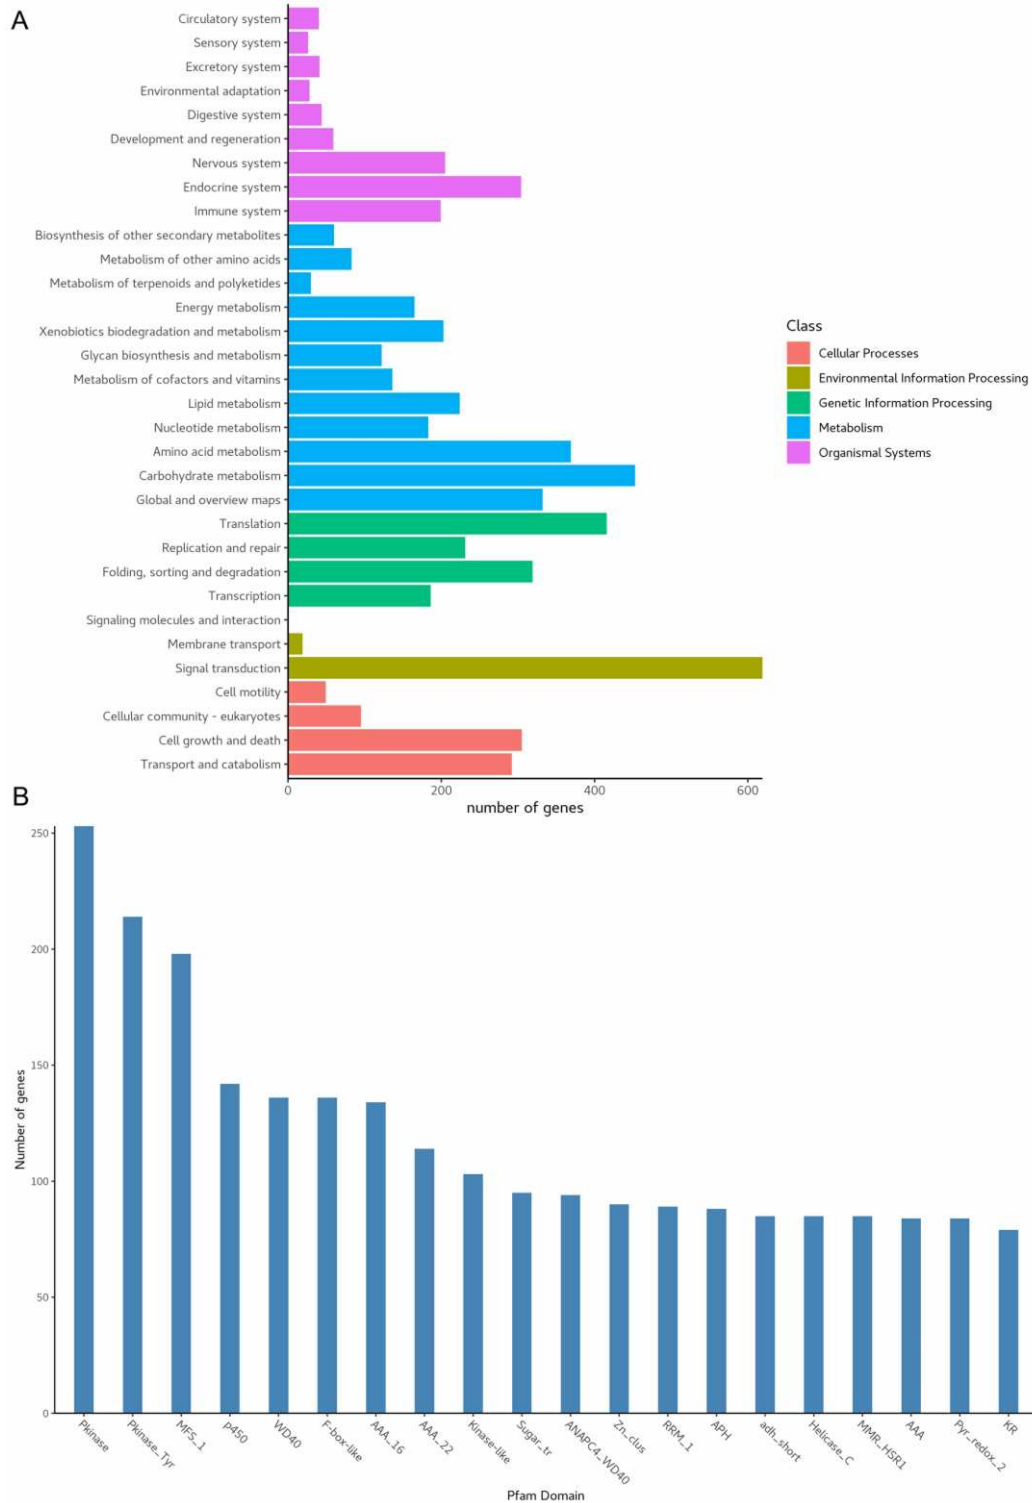 A
Circulatory system
Sensory system
Excretory system
Environmental adaptation
Digestive system
Development and regeneration
Nervous system
Endocrine system
Immune system
Biosynthesis of other secondary metabolites
Metabolism of other amino acids
Metabolism of terpenoids and polyketides
Energy metabolism
Xenobiotics biodegradation and metabolism
Glycan biosynthesis and metabolism
Metabolism of cofactors and vitamins
Lipid metabolism
Nucleotide metabolism
Amino acid metabolism
Carbohydrate metabolism
Global and overview maps
Translation
Replication and repair
Folding, sorting and degradation
Transcription
Signaling molecules and interaction
Membrane transport
Signal transduction
Cell motility
Cellular community - eukaryotes
Cell growth and death
Transport and catabolism
0 200 400 600
number of genes
Class
Cellular Processes
Environmental Information Processing
Genetic Information Processing
Metabolism
Organismal Systems
B
250
200
150
100
50
0
Number of genes
Pkinase
Pkinase_Tyr
MFS_1
p450
WD40
F-box-like
AAA_16
AAA_22
Kinase-like
Sugar_tr
ANAPC4_WD40
Zn_clus
RRM_1
APH
adh_short
Helicase_C
MMR_HSR1
AAA
Pyr_redox_2
KR
Pfam Domain